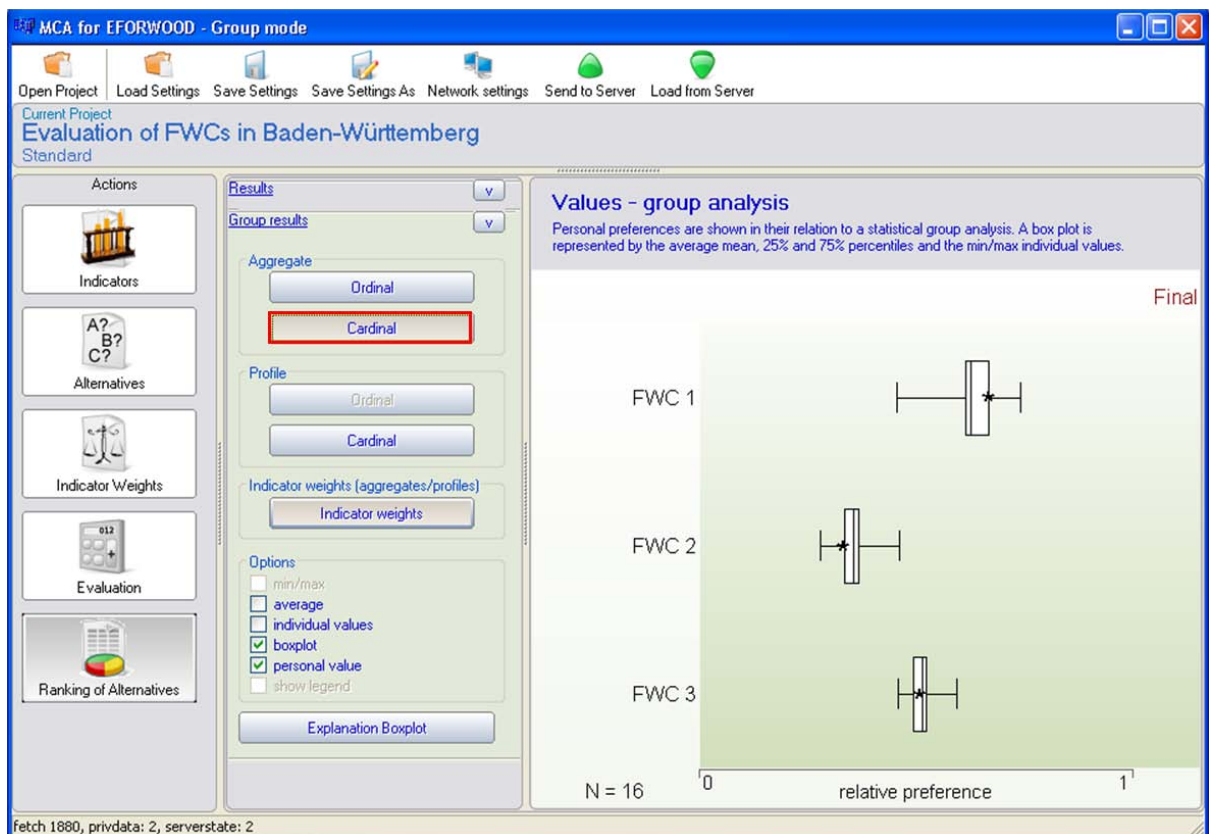 MCA for EFORWOOD - Group mode
Open Project Load Settings Save Settings Save Settings As Network settings Send to Server Load from Server
Current Project
Evaluation of FWCs in Baden-Württemberg
Standard
Actions
Indicators
A?
B?
C?
Alternatives
Indicator Weights
012
Evaluation
Ranking of Alternatives
Results v
Group results v
Aggregate
Ordinal
Cardinal
Profile
Ordinal
Cardinal
Indicator weights (aggregates/profiles)
Indicator weights
Options
min/max
average
individual values
boxplot
personal value
show legend
Explanation Boxplot
Values - group analysis
Personal preferences are shown in their relation to a statistical group analysis. A box plot is
represented by the average mean, 25% and 75% percentiles and the min/max individual values.
Final
FWC 1
FWC 2
FWC 3
0 1
N = 16 relative preference
fetch 1880, privdata: 2, serverstate: 2